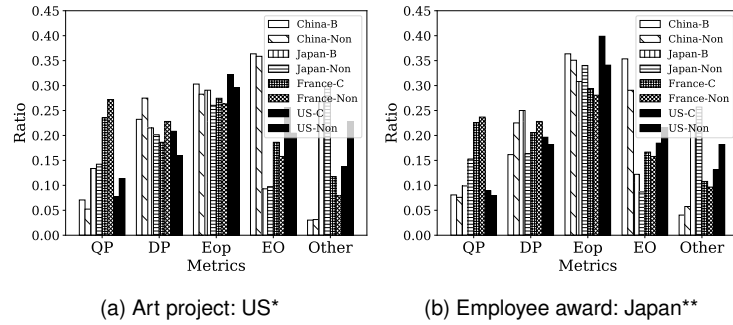 (a)
0.45
0.40
0.35
0.30
0.25
0.20
0.15
0.10
0.05
0.00
Ratio
China-B
China-Non
Japan-B
Japan-Non
France-C
France-Non
US-C
US-Non
QP DP Eop EO Other
Metrics
(b)
0.45
0.40
0.35
0.30
0.25
0.20
0.15
0.10
0.05
0.00
Ratio
China-B
China-Non
Japan-B
Japan-Non
France-C
France-Non
US-C
US-Non
QP DP Eop EO Other
Metrics
(a) Art project: US*
(b) Employee award: Japan**